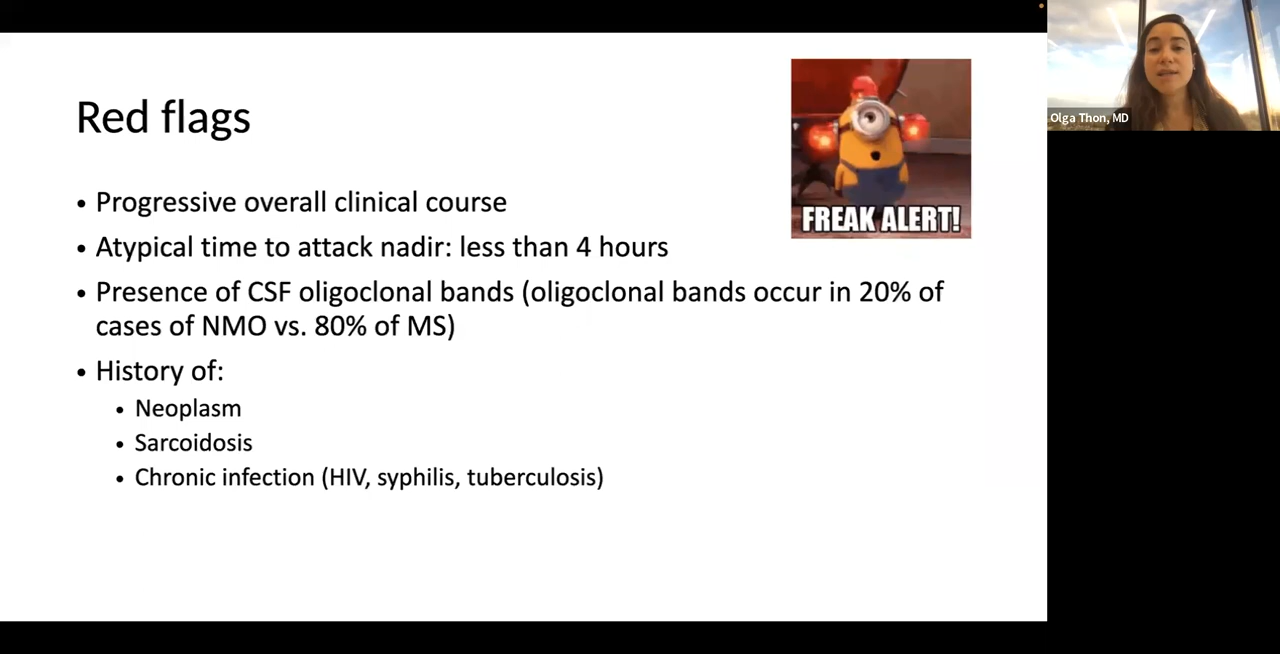 Red flags
FREAK ALERT!
• Progressive overall clinical course
• Atypical time to attack nadir: less than 4 hours
• Presence of CSF oligoclonal bands (oligoclonal bands occur in 20% of
cases of NMO vs. 80% of MS)
• History of:
• Neoplasm
• Sarcoidosis
• Chronic infection (HIV, syphilis, tuberculosis)
Olga Thon, MD